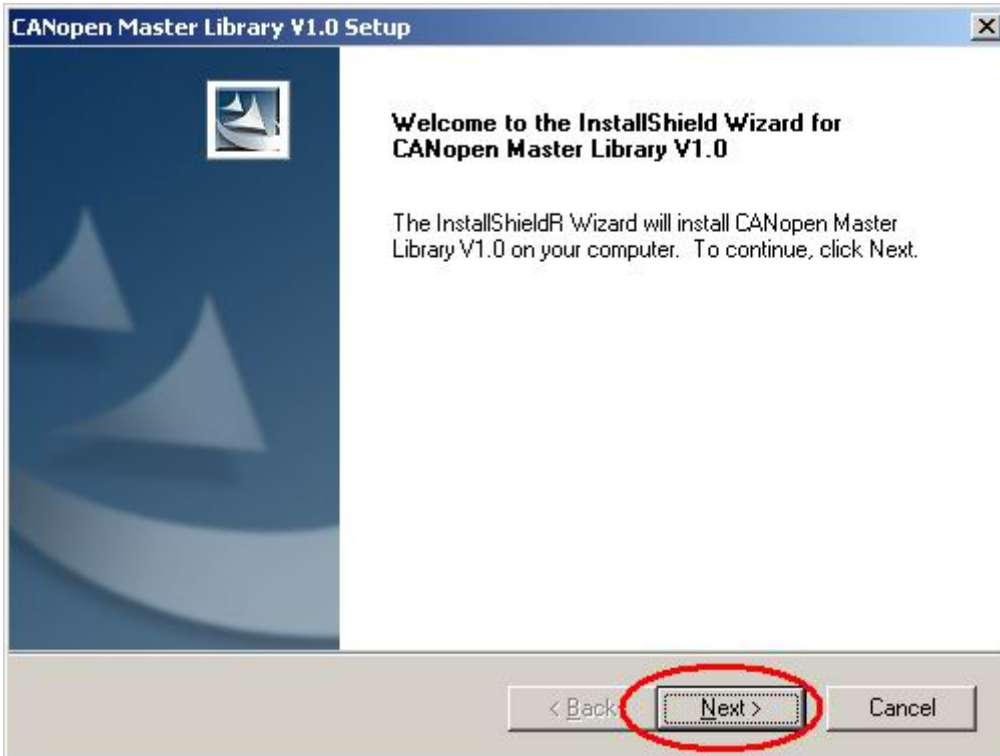 CANopen Master Library V1.0 Setup
Welcome to the InstallShield Wizard for
CANopen Master Library V1.0
The InstallShieldR Wizard will install CANopen Master
Library V1.0 on your computer. To continue, click Next.
< Back
Next >
Cancel